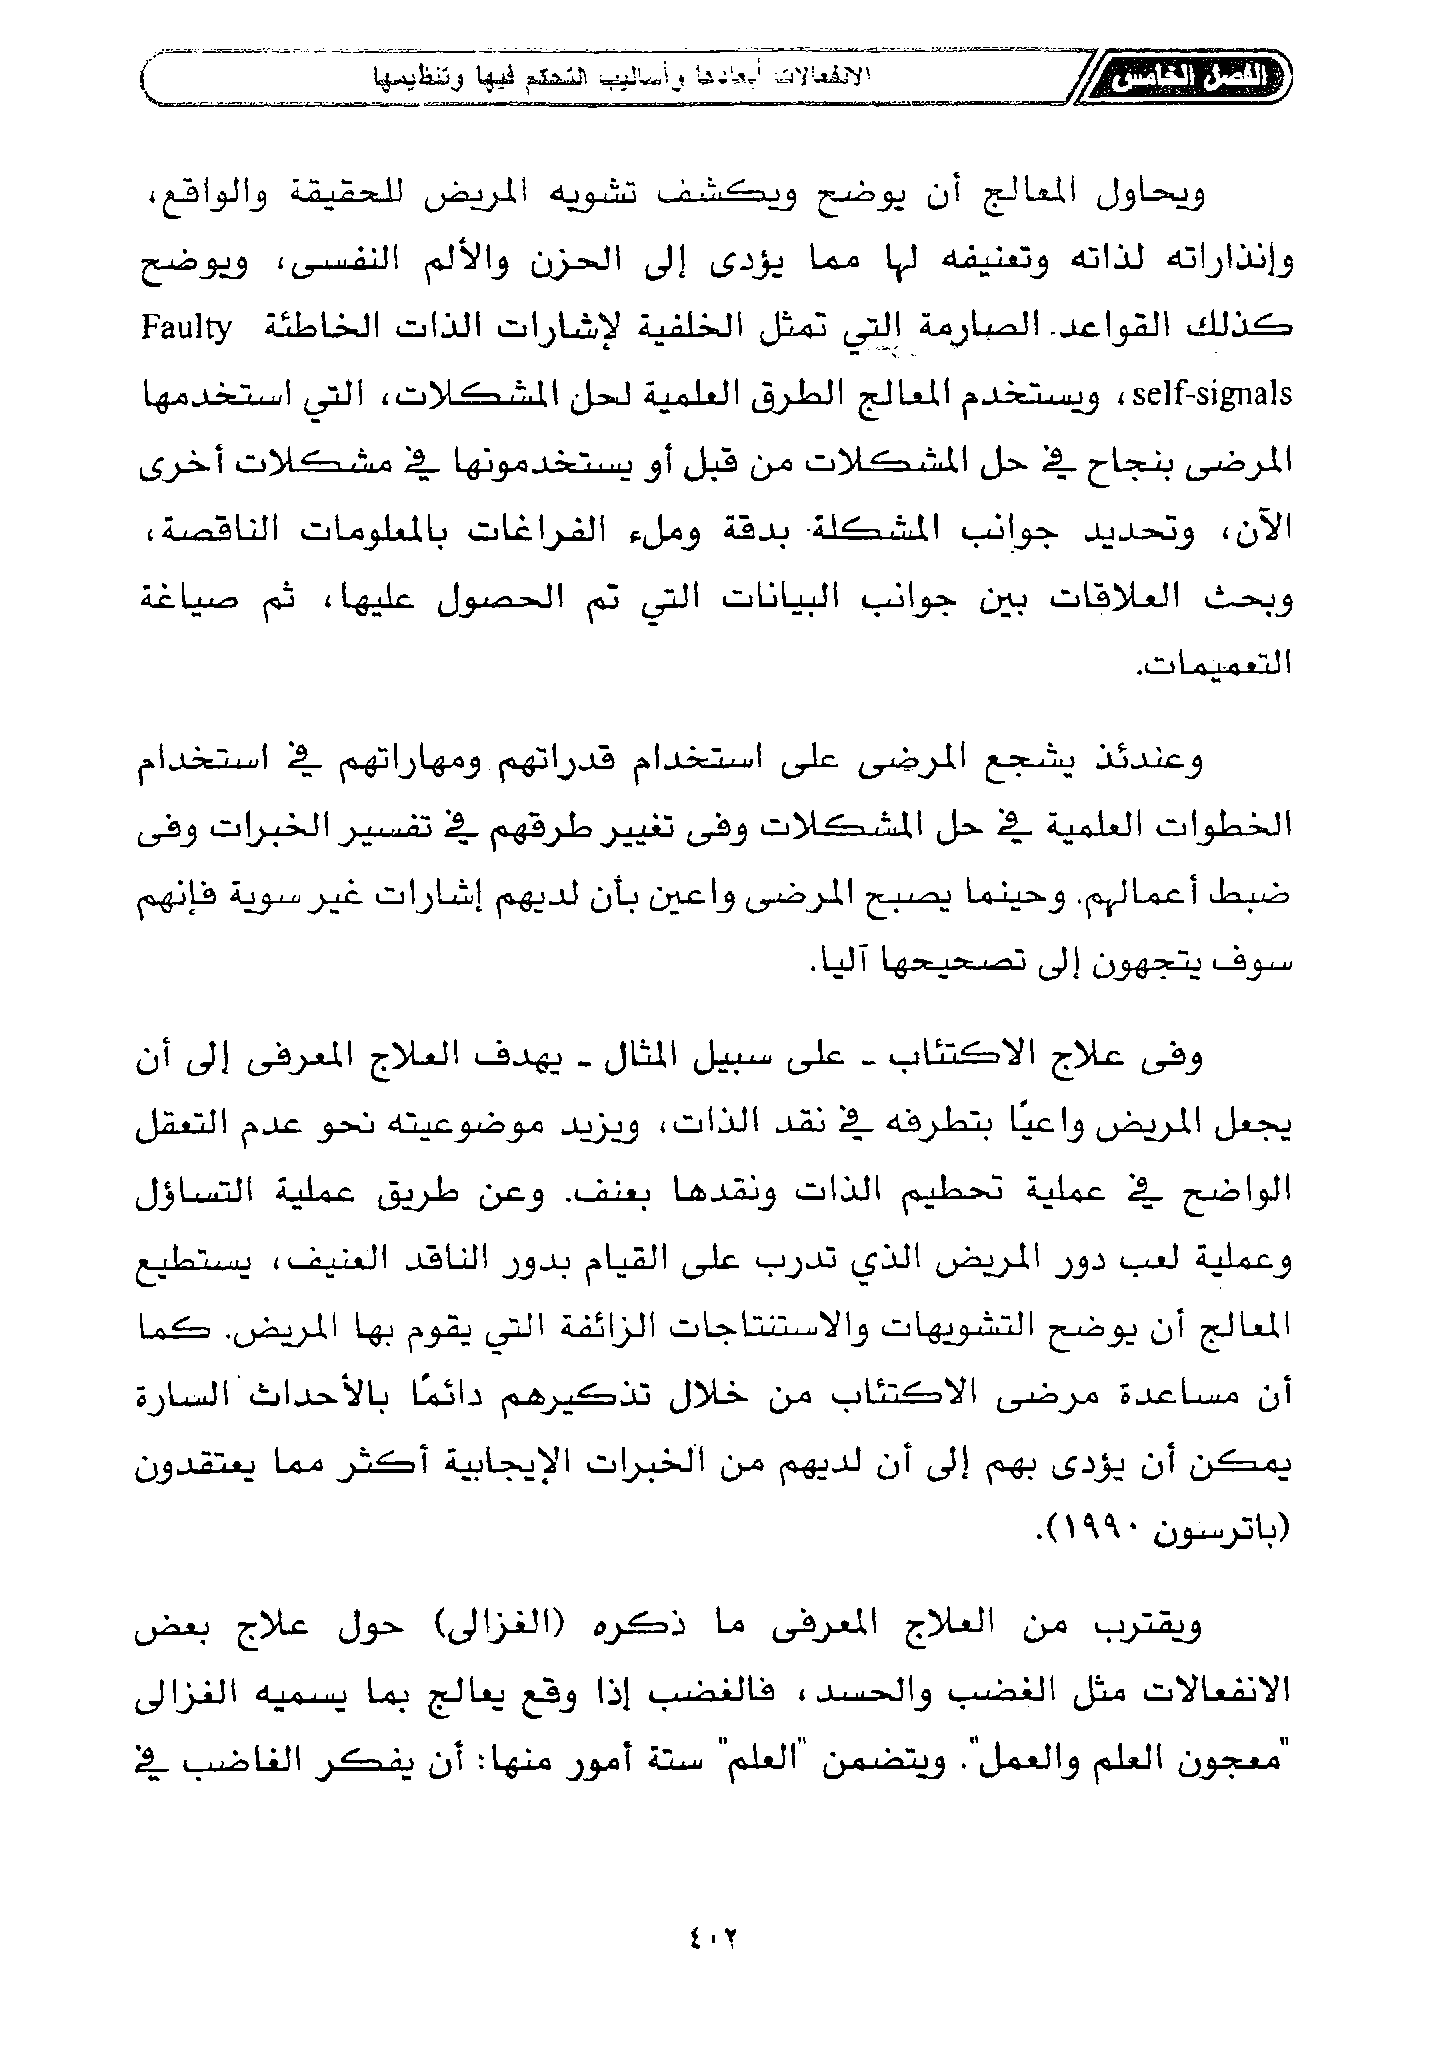 الفصل الخامس
الانفعالات أبعادها وأساليب التحكم فيها وتنظيمها
ويحاول المعالج أن يوضح ويكشف تشويه المريض للحقيقة والواقع،
وإنذاراته لذاته وتعنيفه لها مما يؤدى إلى الحزن والألم النفسى، ويوضح
كذلك القواعد الصارمة التي تمثل الخلفية لإشارات الذات الخاطئة Faulty
self-signals، ويستخدم المعالج الطرق العلمية لحل المشكلات، التي استخدمها
المرضى بنجاح في حل المشكلات من قبل أو يستخدمونها في مشكلات أخرى
الآن، وتحديد جوانب المشكلة بدقة وملء الفراغات بالمعلومات الناقصة،
وبحث العلاقات بين جوانب البيانات التي تم الحصول عليها، ثم صياغة
التعميمات.
وعندئذ يشجع المرضى على استخدام قدراتهم ومهاراتهم في استخدام
الخطوات العلمية في حل المشكلات وفى تغيير طرقهم في تفسير الخبرات وفى
ضبط أعمالهم. وحينما يصبح المرضى واعين بأن لديهم إشارات غير سوية فإنهم
سوف يتجهون إلى تصحيحها آليا.
وفى علاج الاكتئاب - على سبيل المثال - يهدف العلاج المعرفى إلى أن
يجعل المريض واعيًا بتطرفه في نقد الذات، ويزيد موضوعيته نحو عدم التعقل
الواضح في عملية تحطيم الذات ونقدها بعنف. وعن طريق عملية التساؤل
وعملية لعب دور المريض الذي تدرب على القيام بدور الناقد العنيف، يستطيع
المعالج أن يوضح التشويهات والاستنتاجات الزائفة التي يقوم بها المريض. كما
أن مساعدة مرضى الاكتئاب من خلال تذكيرهم دائمًا بالأحداث السارة
يمكن أن يؤدى بهم إلى أن لديهم من الخبرات الإيجابية أكثر مما يعتقدون
(باترسون ١٩٩٠).
ويقترب من العلاج المعرفى ما ذكره (الغزالى) حول علاج بعض
الانفعالات مثل الغضب والحسد، فالغضب إذا وقع يعالج بما يسميه الغزالى
"معجون العلم والعمل". ويتضمن "العلم" ستة أمور منها: أن يفكر الغاضب في
٤٠٢